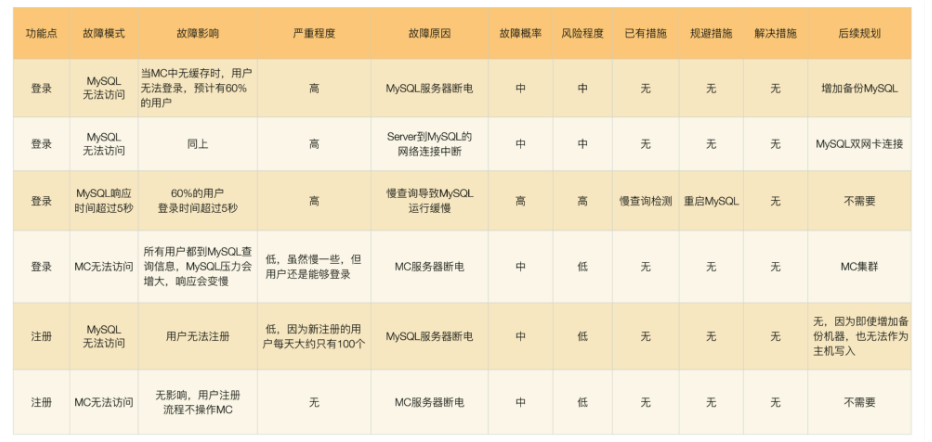 功能点 故障模式 故障影响 严重程度 故障原因 故障概率 风险程度 已有措施 规避措施 解决措施 后续规划
登录
MySQL
无法访问
当MC中无缓存时，用户
无法登录，预计有60%
的用户
高
MySQL服务器断电
中
中
无
无
无
增加备份MySQL
登录
MySQL
无法访问
同上
高
Server到MySQL的
网络连接中断
中
中
无
无
无
MySQL双网卡连接
登录
MySQL响应
时间超过5秒
60%的用户
登录时间超过5秒
高
慢查询导致MySQL
运行缓慢
高
高
慢查询检测
重启MySQL
无
不需要
登录
MC无法访问
所有用户都到MySQL查
询信息，MySQL压力会
增大，响应会变慢
低，虽然慢一些，但
用户还是能够登录
MC服务器断电
中
低
无
无
无
MC集群
注册
MySQL
无法访问
用户无法注册
低，因为新注册的用
户每天大约只有100个
MySQL服务器断电
中
低
无
无
无
无，因为即使增加备
份机器，也无法作为
主机写入
注册
MC无法访问
无影响，用户注册
流程不操作MC
无
MC服务器断电
中
低
无
无
无
不需要